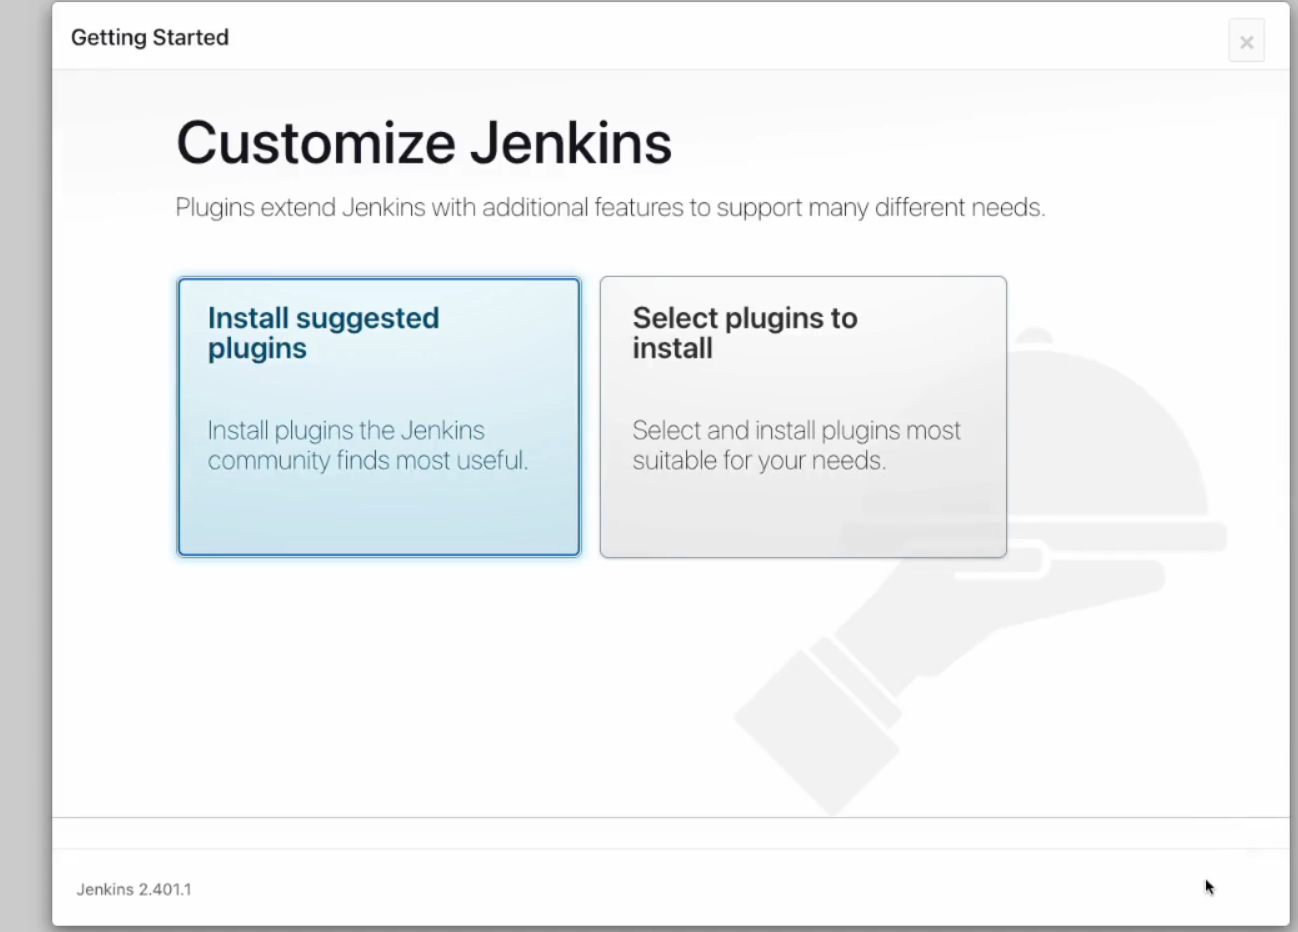 Getting Started
Customize Jenkins
Plugins extend Jenkins with additional features to support many different needs.
Install suggested
plugins
Install plugins the Jenkins
community finds most useful.
Select plugins to
install
Select and install plugins most
suitable for your needs.
Jenkins 2.401.1